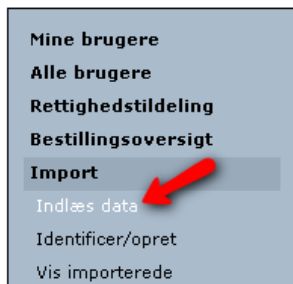 Mine brugere
Alle brugere
Rettighedstildeling
Bestillingsoversigt
Import
Indlæs data
Identificer/opret
Vis importerede